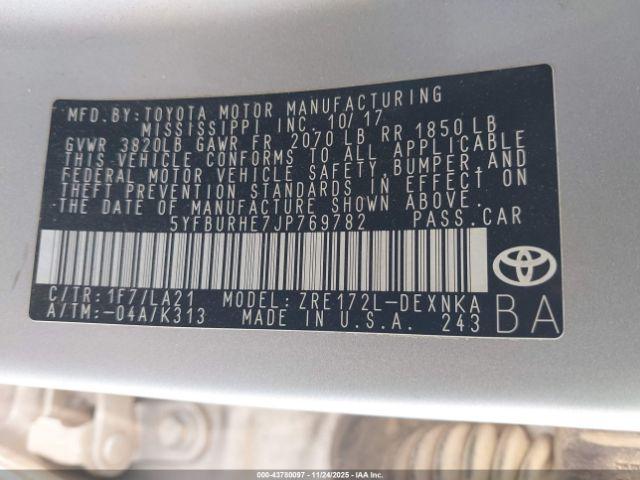 MFD. BY: TOYOTA MOTOR MANUFACTURING
MISSISSIPPI INC. 10/17
GVWR 3820LB GAWR FR 2070 LB RR 1850 LB
THIS VEHICLE CONFORMS TO ALL APPLICABLE
FEDERAL MOTOR VEHICLE SAFETY, BUMPER, AND
THEFT PREVENTION STANDARDS IN EFFECT ON
THE DATE OF MANUFACTURE SHOWN ABOVE.
5YFBURHE7JP769782 PASS. CAR
C/TR: 1F7/LA21 MODEL: ZRE172L-DEXNKA
A/TM: -04A/K313 MADE IN U.S.A. 243
BA
000-43780097 - 11/24/2025 - IAA Inc